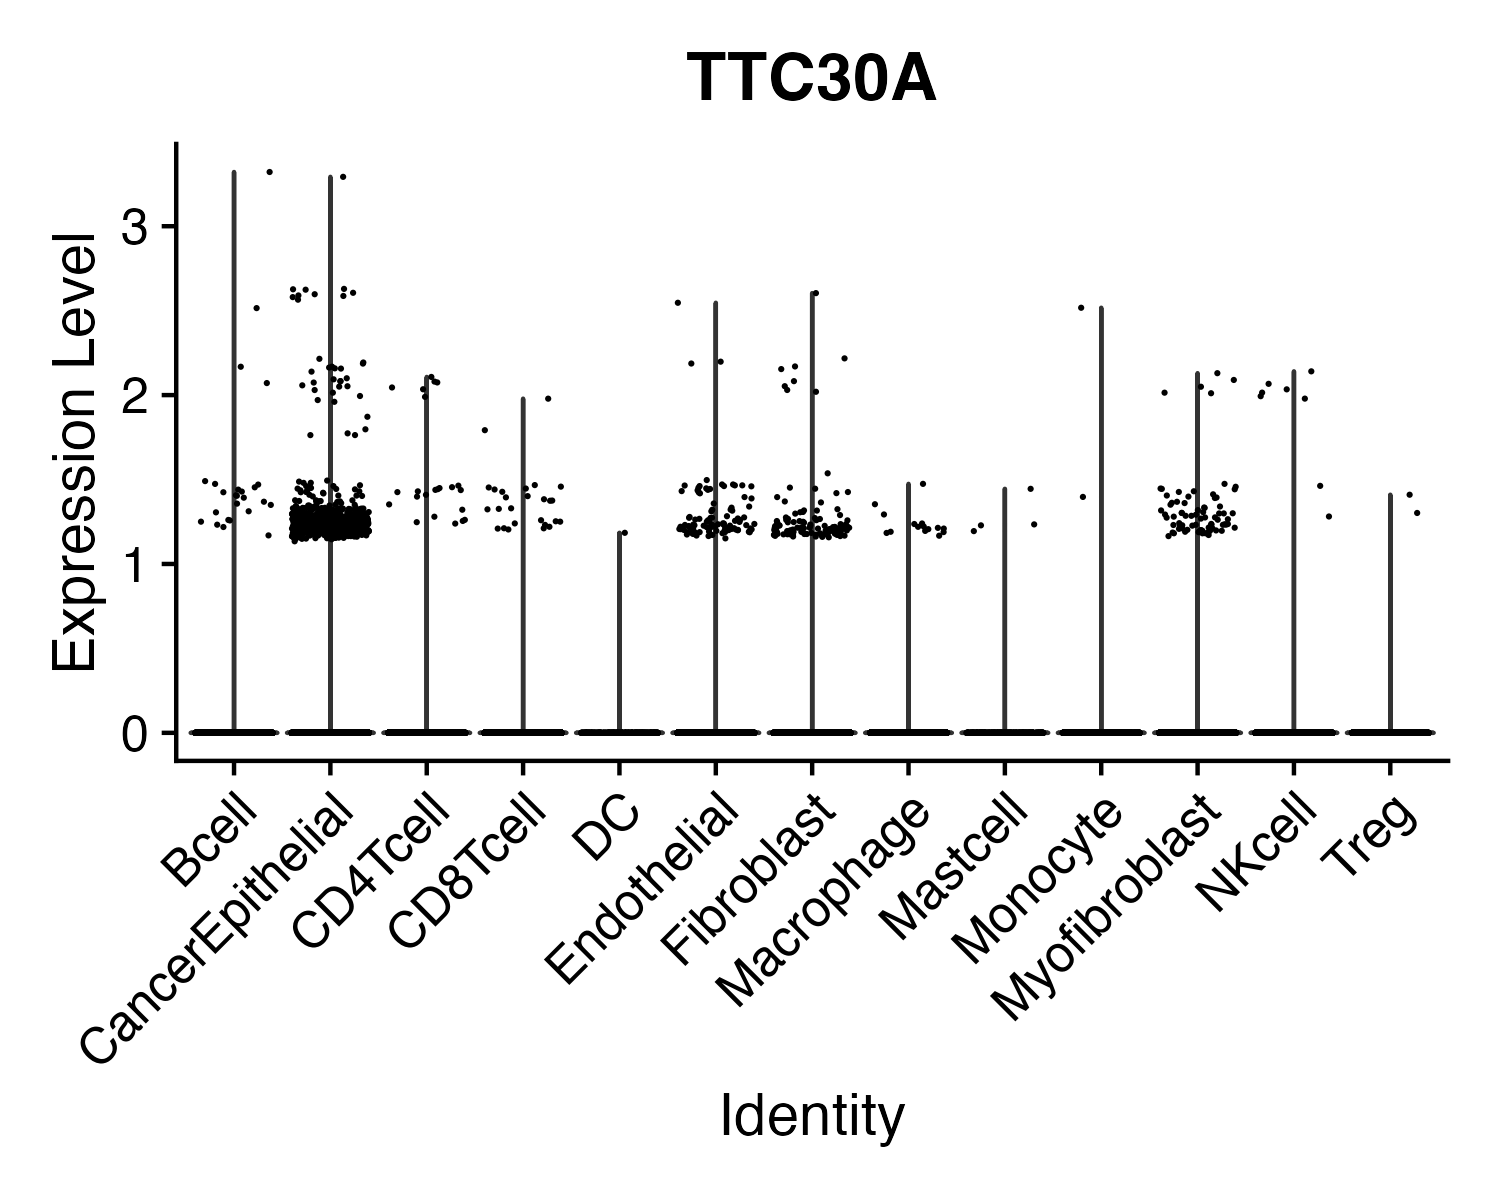 TTC30A
Expression Level
3
2
1
0
Bcell
CancerEpithelial
CD4Tcell
CD8Tcell
DC
Endothelial
Fibroblast
Macrophage
Mastcell
Monocyte
Myofibroblast
NKcell
Treg
Identity